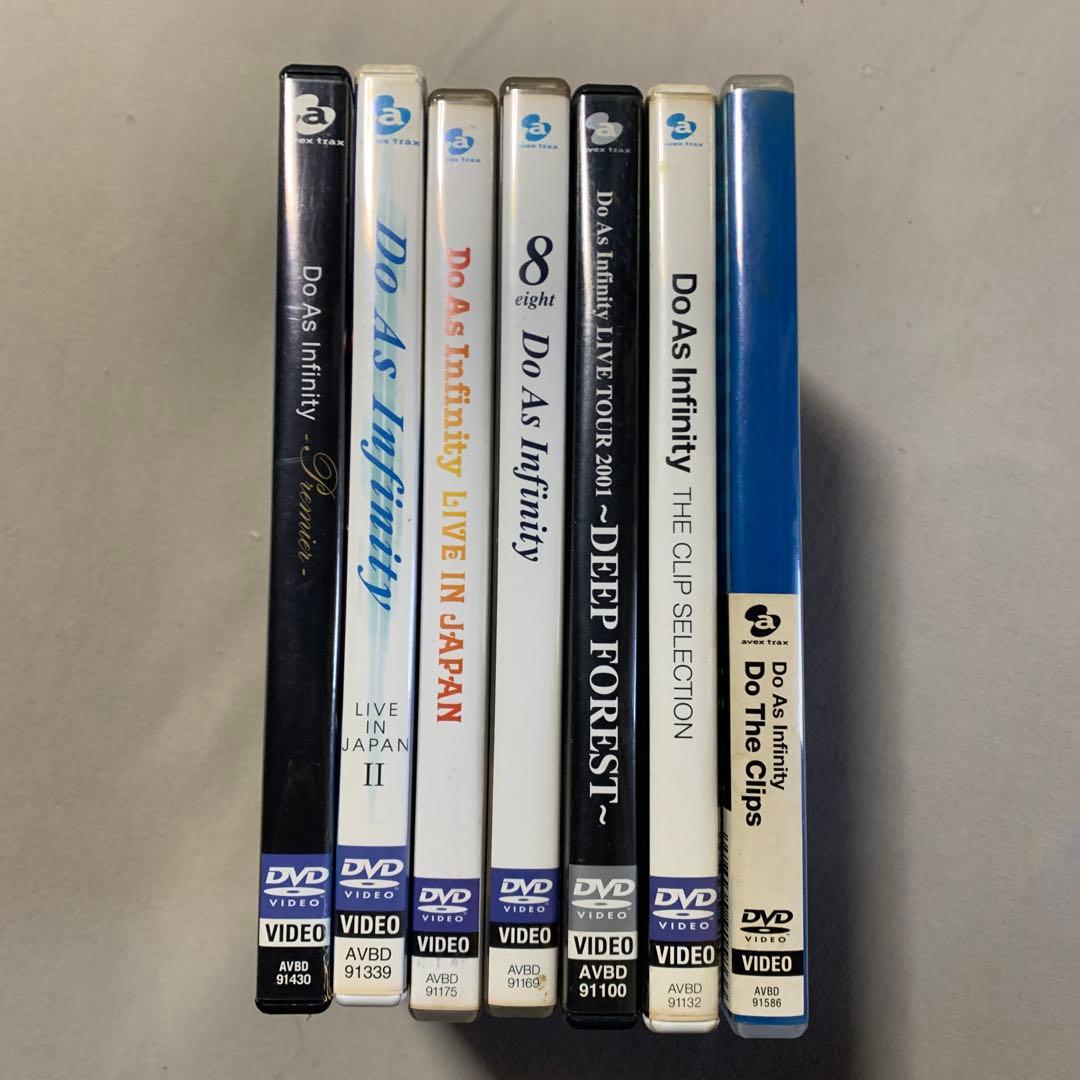 a
avex trax
Do As Infinity -Premier-
DVD
VIDEO
VIDEO
AVBD
91430
a
avex trax
Do As Infinity
LIVE
IN
JAPAN
II
DVD
VIDEO
VIDEO
AVBD
91339
a
avex trax
Do As Infinity LIVE IN JAPAN
DVD
VIDEO
VIDEO
AVBD
91175
a
avex trax
8
eight
Do As Infinity
DVD
VIDEO
VIDEO
AVBD
91169
a
avex trax
Do As Infinity LIVE TOUR 2001 ~DEEP FOREST~
DVD
VIDEO
VIDEO
AVBD
91100
a
avex trax
Do As Infinity THE CLIP SELECTION
DVD
VIDEO
VIDEO
AVBD
91132
a
avex trax
Do As Infinity
Do The Clips
DVD
VIDEO
VIDEO
AVBD
91586